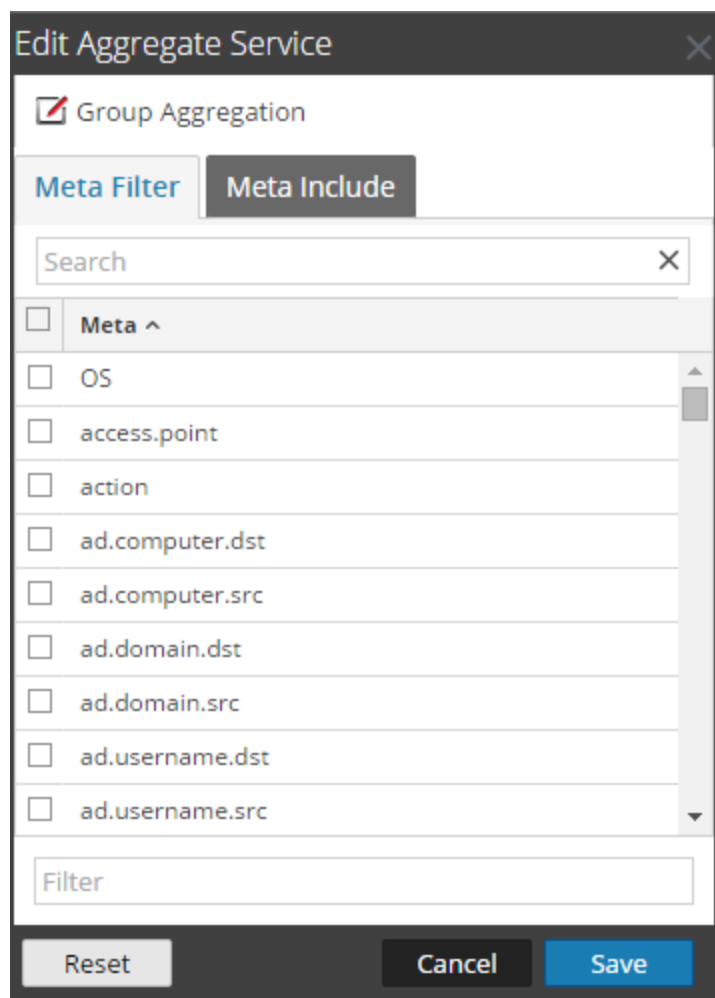 Edit Aggregate Service
Group Aggregation
Meta Filter Meta Include
Search
Meta
OS
access.point
action
ad.computer.dst
ad.computer.src
ad.domain.dst
ad.domain.src
ad.username.dst
ad.username.src
Filter
Reset Cancel Save